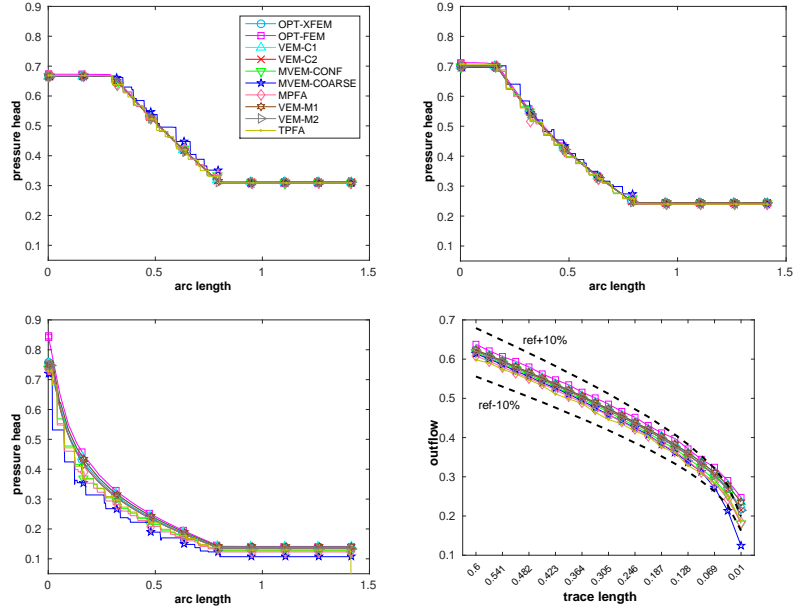 0.9
0.8
0.7
0.6
0.5
0.4
0.3
0.2
0.1
pressure head
0
0.5
1
1.5
arc length
OPT-XFEM
OPT-FEM
VEM-C1
VEM-C2
MVEM-CONF
MVEM-COARSE
MPFA
VEM-M1
VEM-M2
TPFA
0.9
0.8
0.7
0.6
0.5
0.4
0.3
0.2
0.1
pressure head
0
0.5
1
1.5
arc length
0.9
0.8
0.7
0.6
0.5
0.4
0.3
0.2
0.1
pressure head
0
0.5
1
1.5
arc length
0.7
0.6
0.5
0.4
0.3
0.2
0.1
outflow
ref+10%
ref-10%
0.6
0.541
0.482
0.423
0.364
0.305
0.246
0.187
0.128
0.069
0.01
trace length